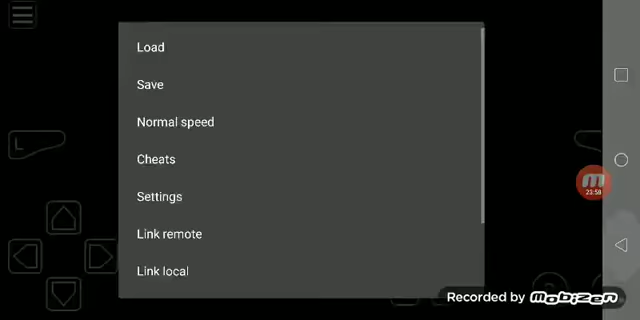 Load
Save
Normal speed
Cheats
Settings
Link remote
Link local
L
23:58
Recorded by Mobizen